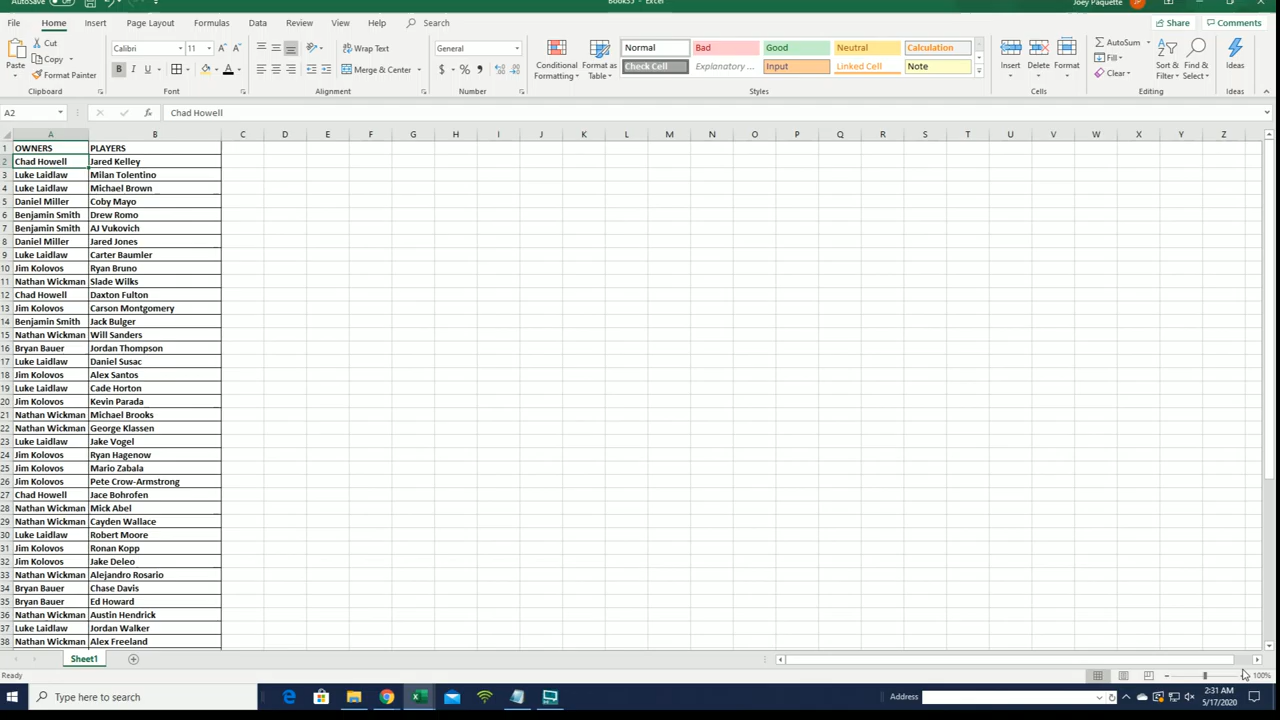 AutoSave Off Book35 - Excel Joey Paquette
File Home Insert Page Layout Formulas Data Review View Help Search Share Comments
Paste Cut Copy Format Painter Clipboard
Calibri 11 A A B I U A Font
ab Wrap Text Merge & Center Alignment
General $ % , Number
Conditional Formatting Format as Table
Normal Bad Good Neutral Calculation
Check Cell Explanatory ... Input Linked Cell Note
Styles
Insert Delete Format Cells
AutoSum Fill Clear Sort & Filter Find & Select Editing
Ideas Ideas
A2 fx Chad Howell
A B C D E F G H I J K L M N O P Q R S T U V W X Y Z
1 OWNERS PLAYERS
2 Chad Howell Jared Kelley
3 Luke Laidlaw Milan Tolentino
4 Luke Laidlaw Michael Brown
5 Daniel Miller Coby Mayo
6 Benjamin Smith Drew Romo
7 Benjamin Smith AJ Vukovich
8 Daniel Miller Jared Jones
9 Luke Laidlaw Carter Baumler
10 Jim Kolovos Ryan Bruno
11 Nathan Wickman Slade Wilks
12 Chad Howell Daxton Fulton
13 Jim Kolovos Carson Montgomery
14 Benjamin Smith Jack Bulger
15 Nathan Wickman Will Sanders
16 Bryan Bauer Jordan Thompson
17 Luke Laidlaw Daniel Susac
18 Jim Kolovos Alex Santos
19 Luke Laidlaw Cade Horton
20 Jim Kolovos Kevin Parada
21 Nathan Wickman Michael Brooks
22 Nathan Wickman George Klassen
23 Luke Laidlaw Jake Vogel
24 Jim Kolovos Ryan Hagenow
25 Jim Kolovos Mario Zabala
26 Jim Kolovos Pete Crow-Armstrong
27 Chad Howell Jace Bohrofen
28 Nathan Wickman Mick Abel
29 Nathan Wickman Cayden Wallace
30 Luke Laidlaw Robert Moore
31 Jim Kolovos Ronan Kopp
32 Jim Kolovos Jake Deleo
33 Nathan Wickman Alejandro Rosario
34 Bryan Bauer Chase Davis
35 Bryan Bauer Ed Howard
36 Nathan Wickman Austin Hendrick
37 Luke Laidlaw Jordan Walker
38 Nathan Wickman Alex Freeland
Sheet1
Ready 100%
Type here to search Address 2:31 AM
5/17/2020